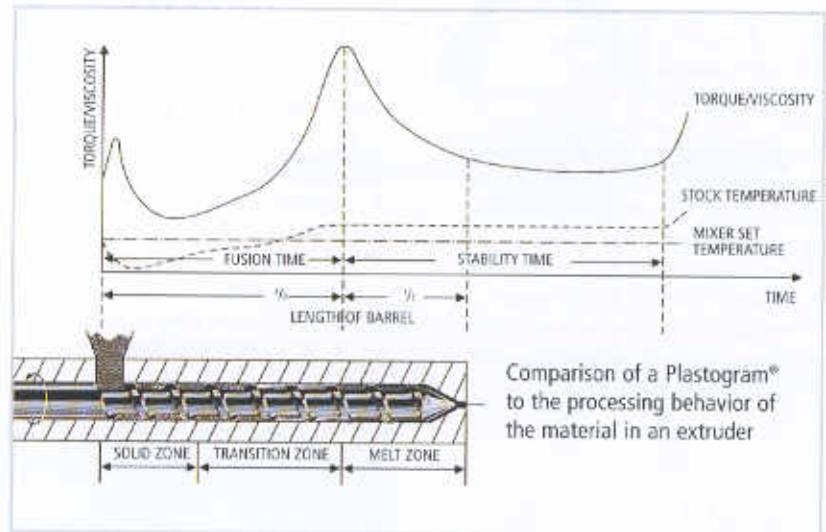 TORQUE/VISCOSITY
TORQUE/VISCOSITY
STOCK TEMPERATURE
MIXER SET
TEMPERATURE
FUSION TIME
STABILITY TIME
TIME
LENGTH OF BARREL
Comparison of a Plastogram®
to the processing behavior of
the material in an extruder
SOLID ZONE
TRANSITION ZONE
MELT ZONE